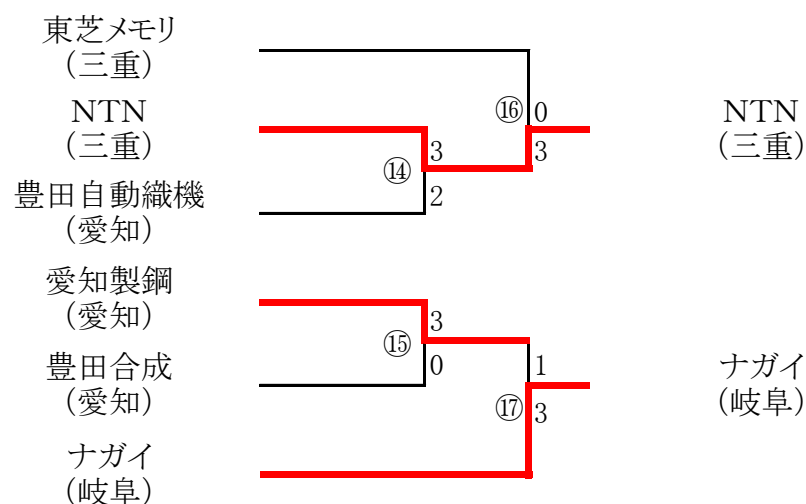 東芝メモリ
(三重)
⑯ 0
NTN
(三重)
3
3
NTN
(三重)
⑭
2
豊田自動織機
(愛知)
愛知製鋼
(愛知)
3
⑮
0
豊田合成
(愛知)
1
⑰ 3
ナガイ
(岐阜)
ナガイ
(岐阜)